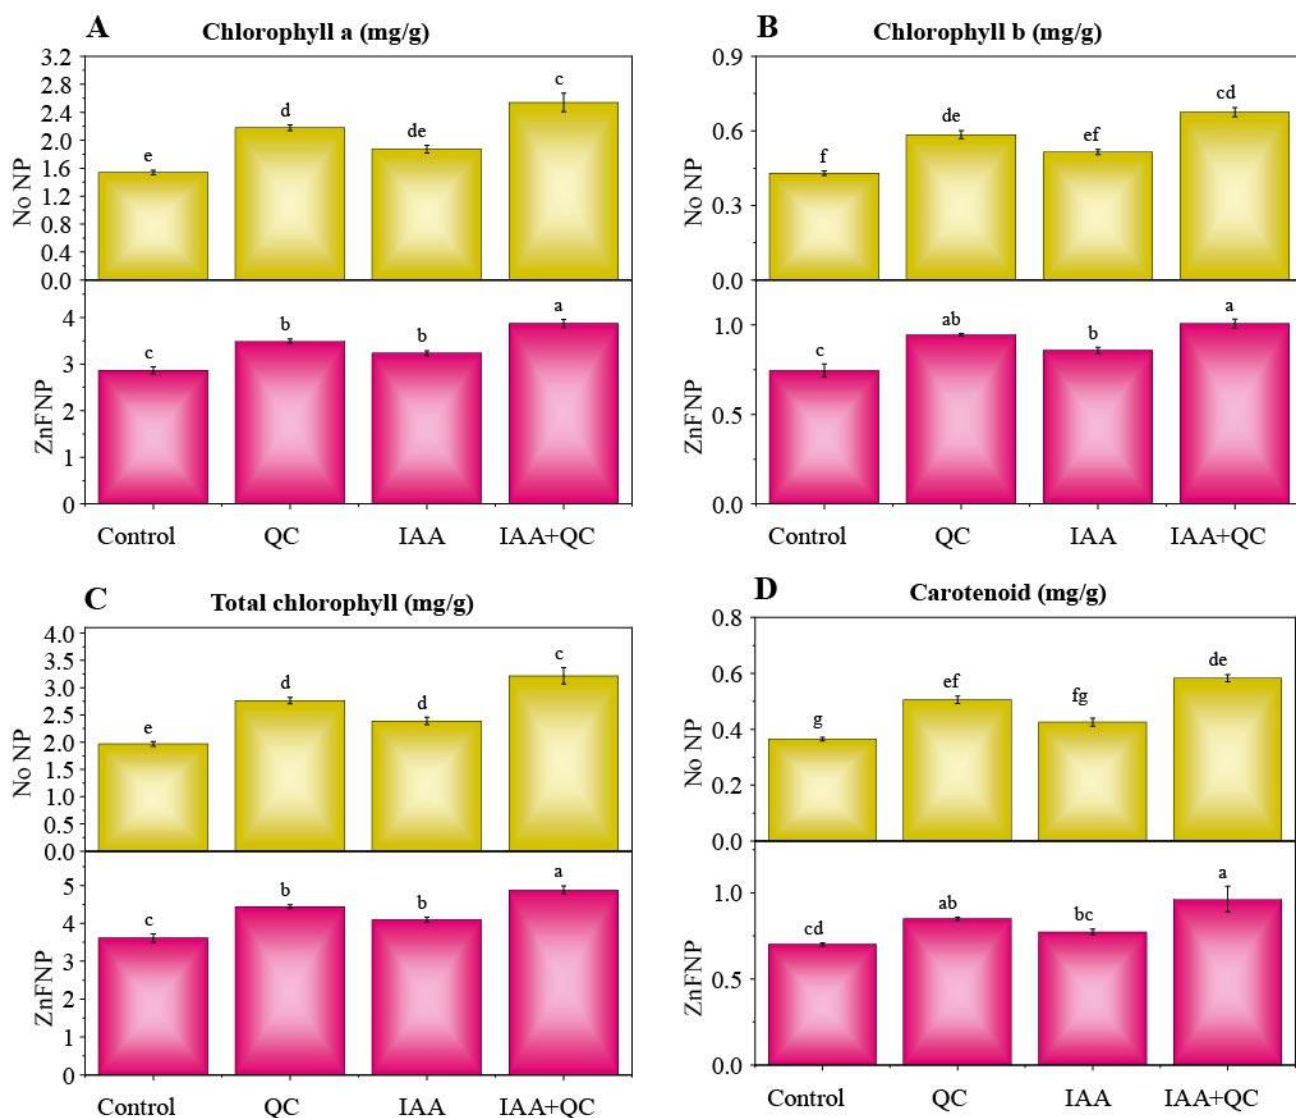 A
Chlorophyll a (mg/g)
3.2
2.8
2.4
2.0
1.6
1.2
0.8
0.4
0.0
No NP
e
d
de
c
4
3
2
1
0
ZnFNP
c
b
b
a
Control QC IAA IAA+QC
B
Chlorophyll b (mg/g)
0.9
0.6
0.3
0.0
No NP
f
de
ef
cd
1.0
0.5
0.0
ZnFNP
c
ab
b
a
Control QC IAA IAA+QC
C
Total chlorophyll (mg/g)
4.0
3.5
3.0
2.5
2.0
1.5
1.0
0.5
0.0
No NP
e
d
d
c
5
4
3
2
1
0
ZnFNP
c
b
b
a
Control QC IAA IAA+QC
D
Carotenoid (mg/g)
0.8
0.6
0.4
0.2
0.0
No NP
g
ef
fg
de
1.0
0.5
0.0
ZnFNP
cd
ab
bc
a
Control QC IAA IAA+QC